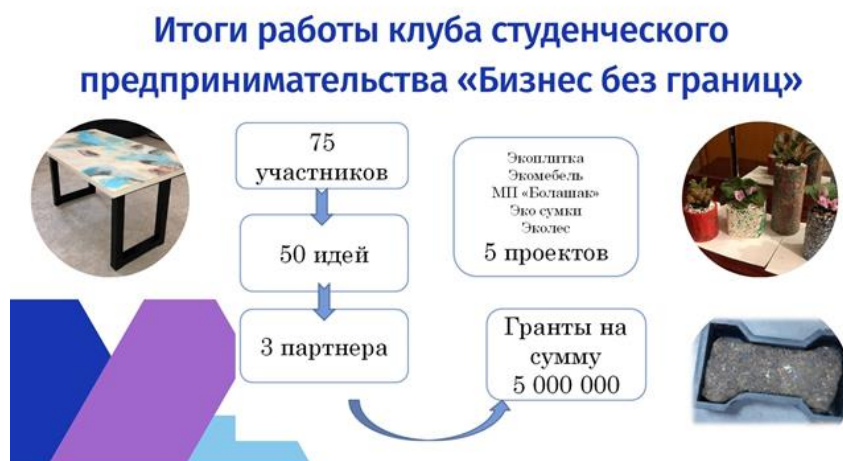 Итоги работы клуба студенческого
предпринимательства «Бизнес без границ»
75
участников
50 идей
3 партнера
Экоплитка
Экомебель
МП «Болашак»
Эко сумки
Эколес
5 проектов
Гранты на
сумму
5 000 000